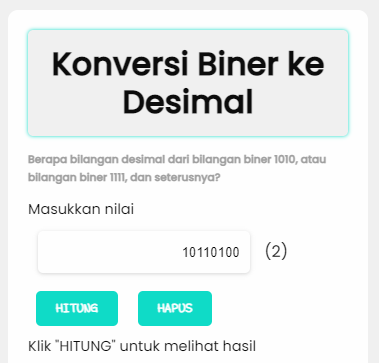 Konversi Biner ke
Desimal
Berapa bilangan desimal dari bilangan biner 1010, atau
bilangan biner 1111, dan seterusnya?
Masukkan nilai
10110100 (2)
HITUNG HAPUS
Klik "HITUNG" untuk melihat hasil